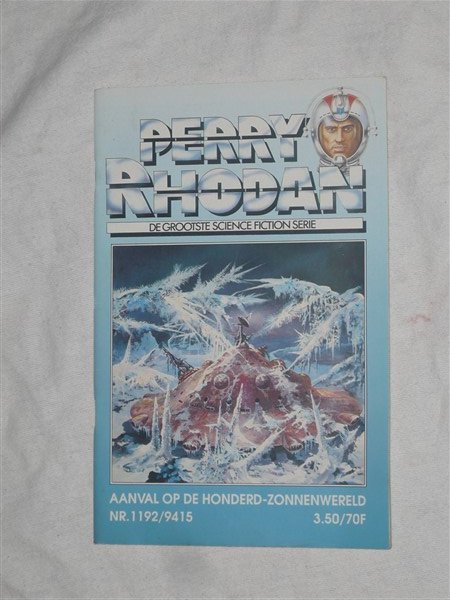 PERRY
RHODAN
DE GROOTSTE SCIENCE FICTION SERIE
AANVAL OP DE HONDERD-ZONNENWERELD
NR.1192/9415 3.50/70F